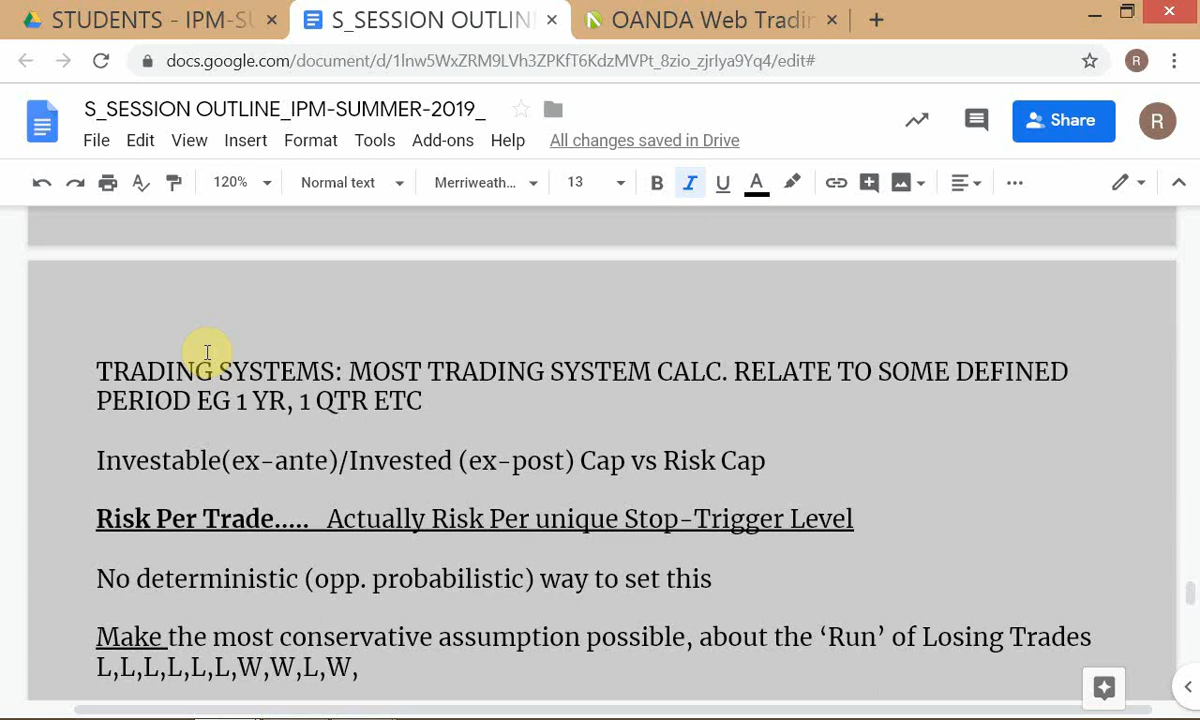 STUDENTS - IPM-SU
S_SESSION OUTLIN
OANDA Web Tradin
docs.google.com/document/d/1lnw5WxZRM9LVh3ZPKfT6KdzMVPt_8zio_zjrIya9Yq4/edit#
R
S_SESSION OUTLINE_IPM-SUMMER-2019_
File Edit View Insert Format Tools Add-ons Help All changes saved in Drive
Share
R
120% Normal text Merriweath... 13 B I U A
TRADING SYSTEMS: MOST TRADING SYSTEM CALC. RELATE TO SOME DEFINED
PERIOD EG 1 YR, 1 QTR ETC
Investable(ex-ante)/Invested (ex-post) Cap vs Risk Cap
Risk Per Trade..... Actually Risk Per unique Stop-Trigger Level
No deterministic (opp. probabilistic) way to set this
Make the most conservative assumption possible, about the ‘Run’ of Losing Trades
L,L,L,L,L,L,W,W,L,W,